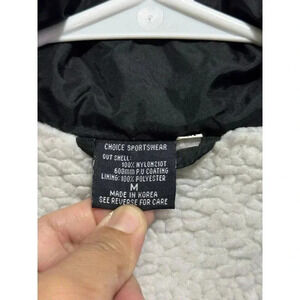 CHOICE SPORTSWEAR
OUT SHELL:
100% NYLON210T
600mm P.U COATING
LINING: 100% POLYESTER
M
MADE IN KOREA
SEE REVERSE FOR CARE